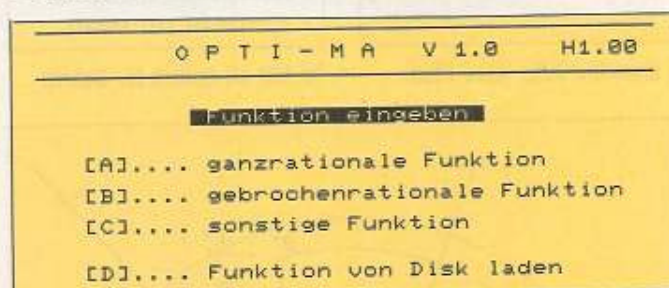 O P T I - M A V 1.0 H1.00
Funktion eingeben
[A].... ganzrationale Funktion
[B].... gebrochenrationale Funktion
[C].... sonstige Funktion
[D].... Funktion von Disk laden